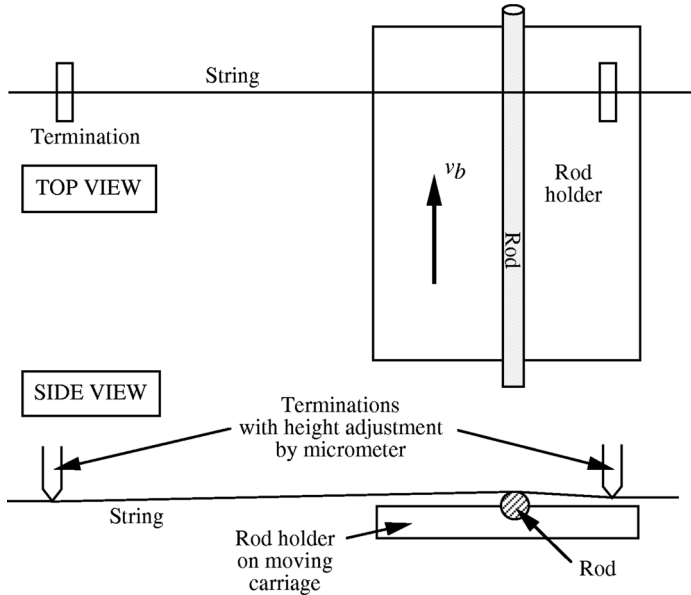 String
Termination
TOP VIEW
v_b
Rod
holder
Rod
SIDE VIEW
Terminations
with height adjustment
by micrometer
String
Rod holder
on moving
carriage
Rod